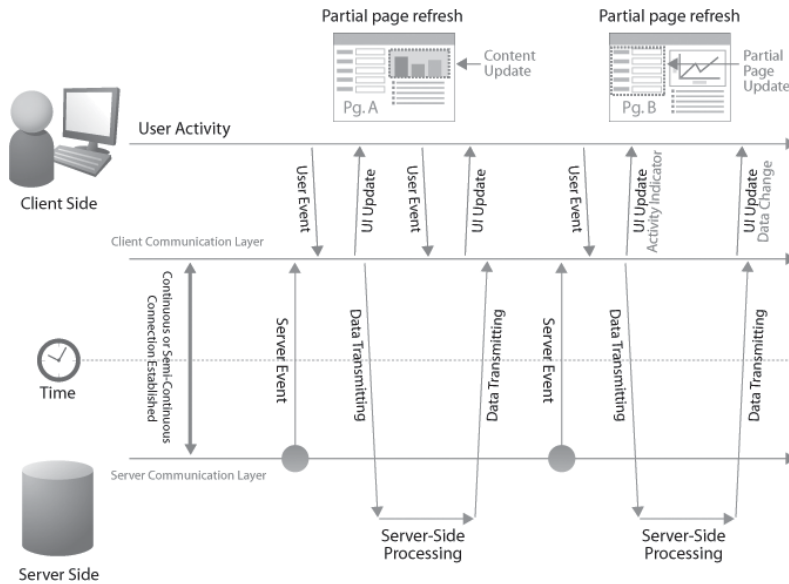 Partial page refresh
Partial page refresh
Content
Update
Partial
Page
Update
Pg. A
Pg. B
User Activity
Client Side
User Event
UI Update
User Event
UI Update
User Event
UI Update
Activity Indicator
UI Update
Data Change
Client Communication Layer
Continuous or Semi-Continuous
Connection Established
Server Event
Data Transmitting
Data Transmitting
Server Event
Data Transmitting
Data Transmitting
Time
Server Communication Layer
Server-Side
Processing
Server-Side
Processing
Server Side